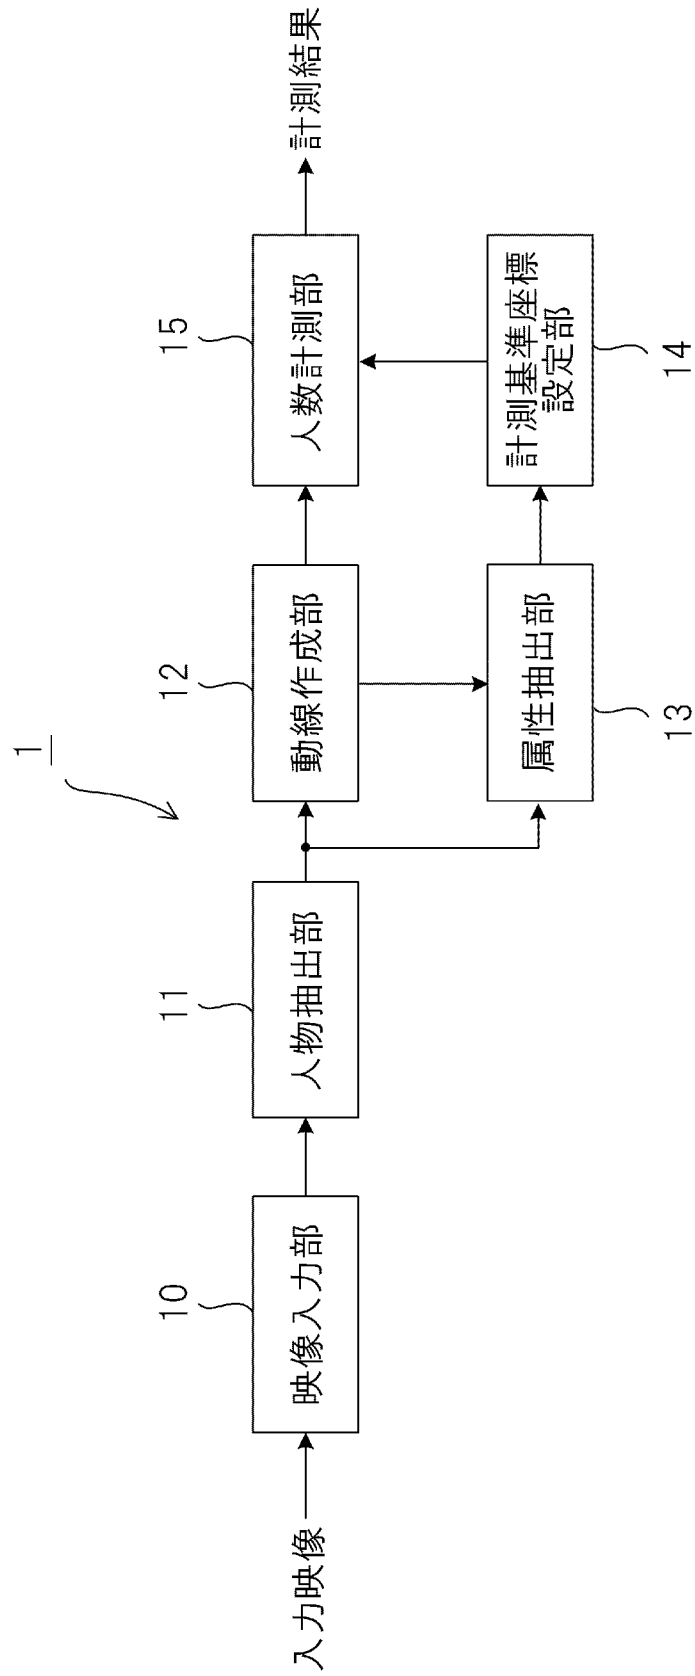 1
10
11
12
15
入力映像
映像入力部
人物抽出部
動線作成部
人数計測部
計測結果
属性抽出部
計測基準座標
設定部
13
14